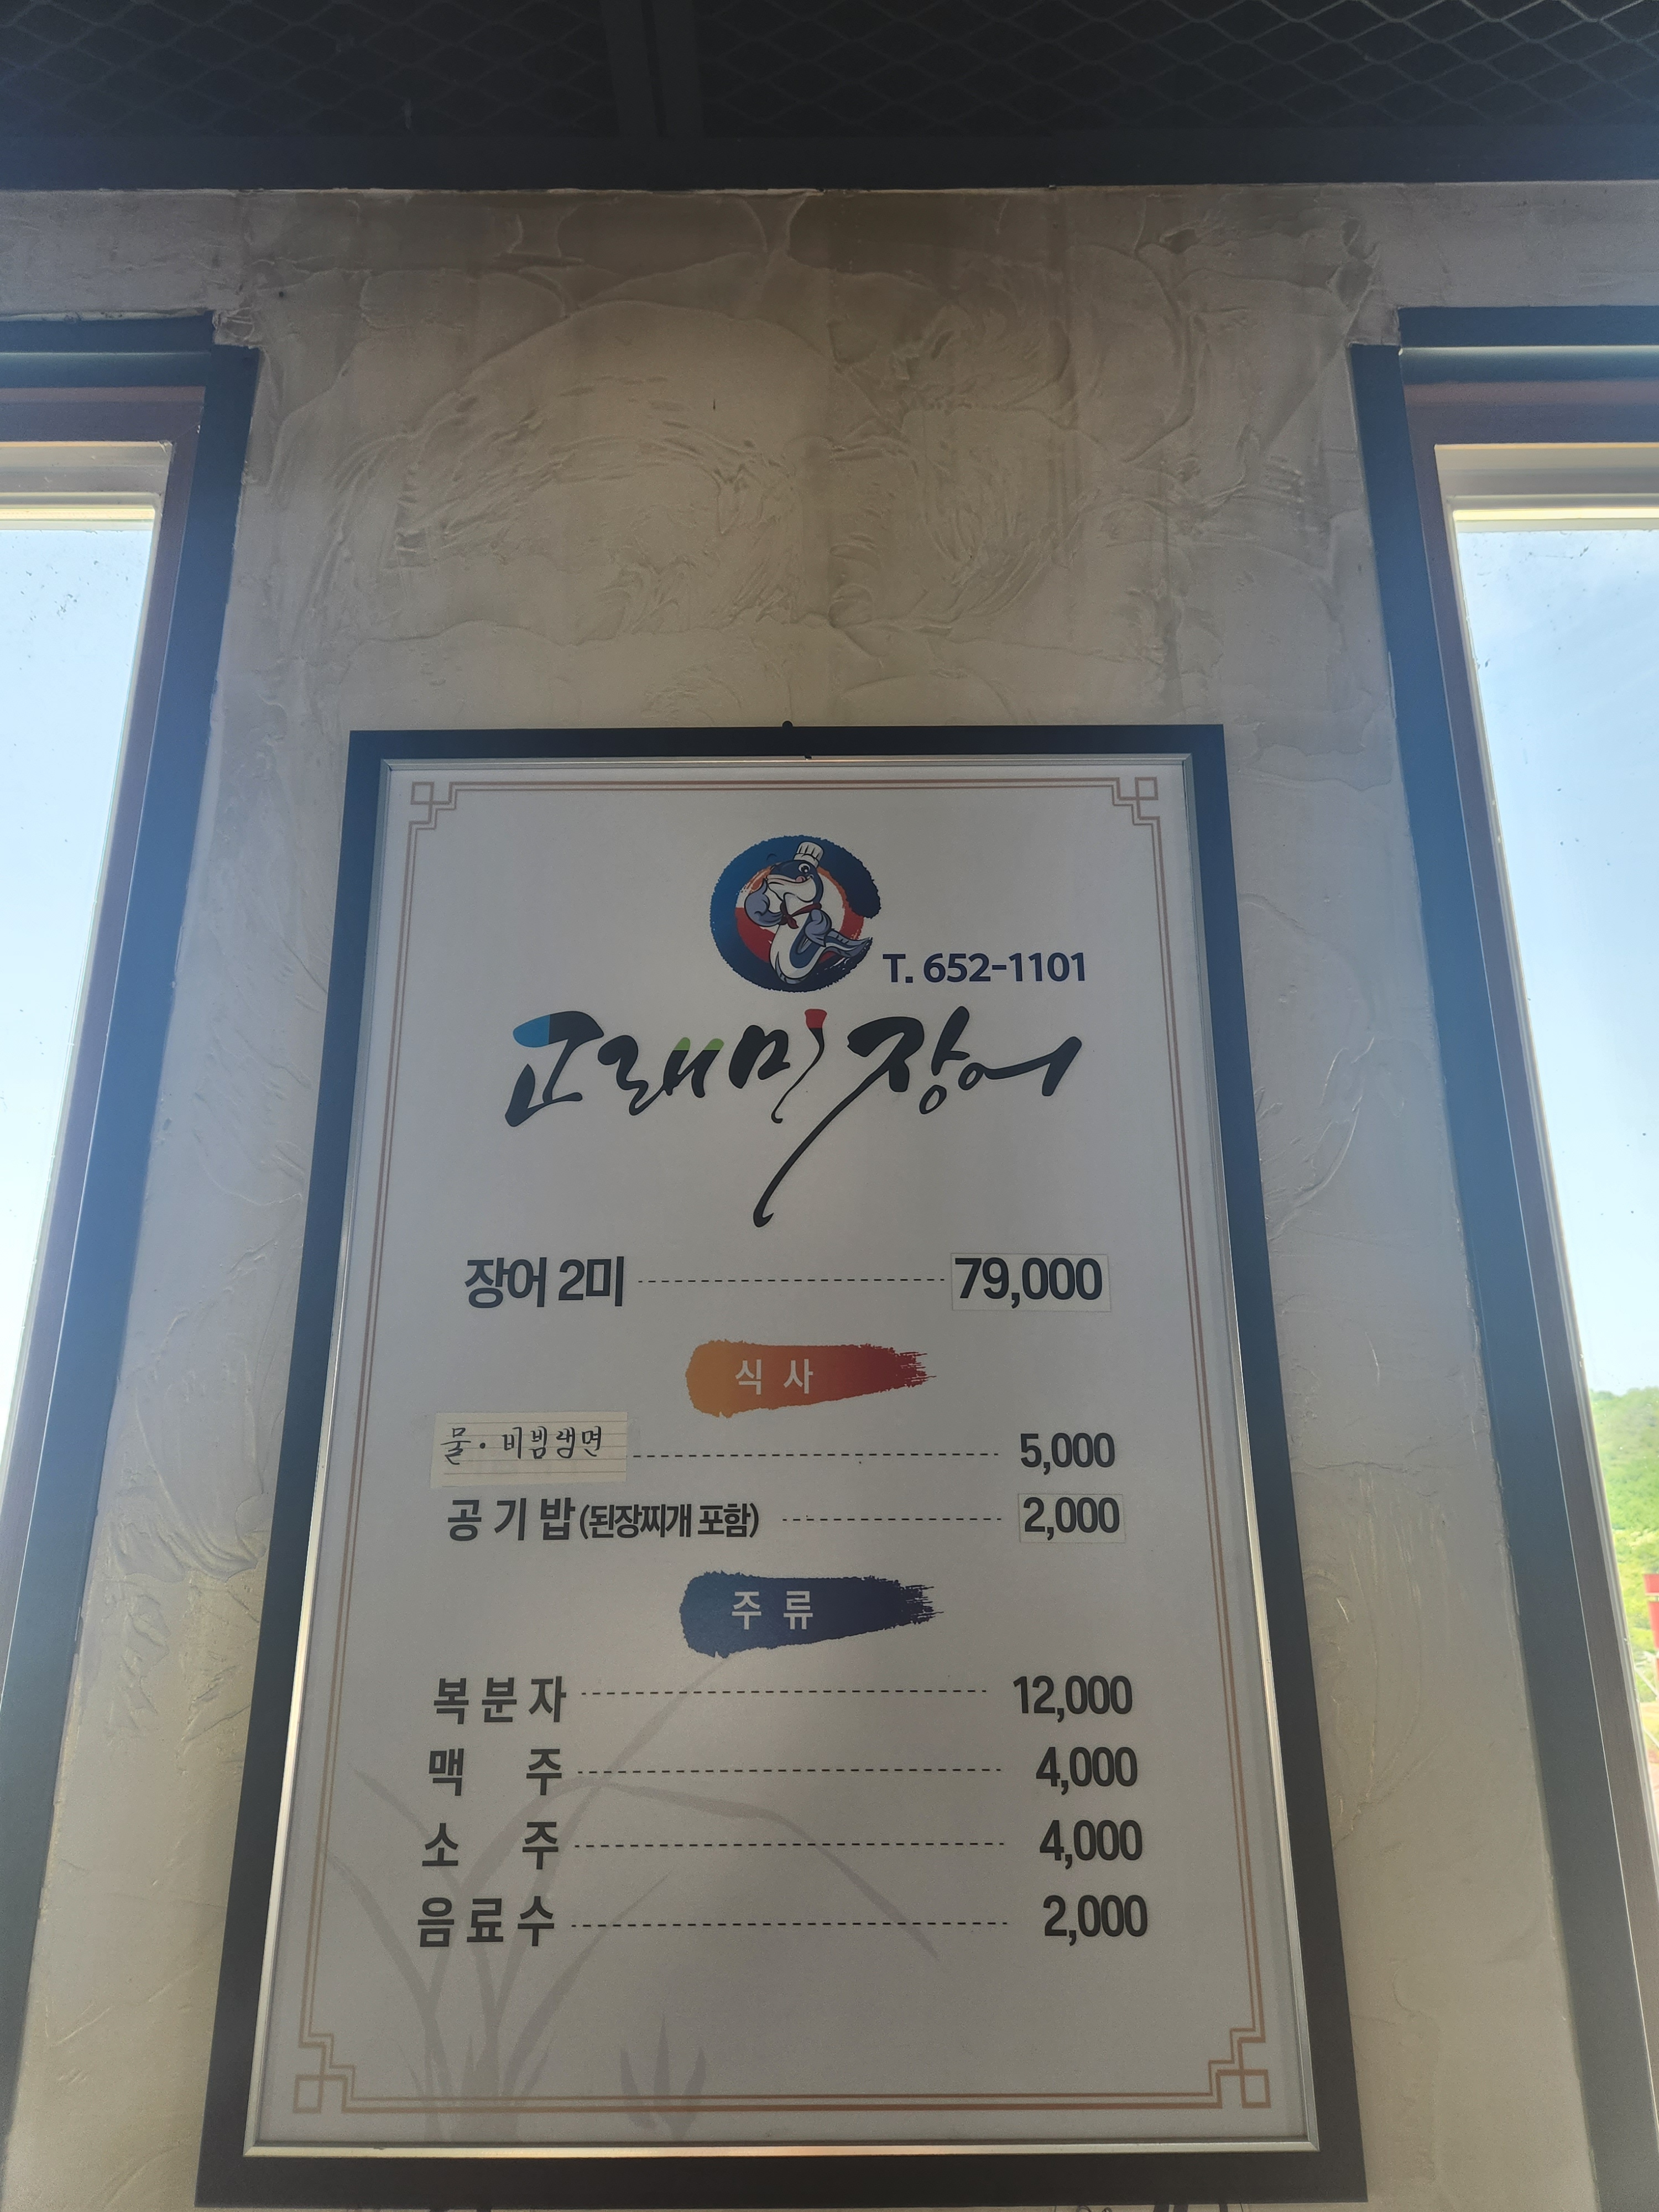 T. 652-1101
고래미 장어
장어 2미 79,000
식 사
물 · 비빔냉면 5,000
공 기 밥 (된장찌개 포함) 2,000
주 류
복 분 자 12,000
맥 주 4,000
소 주 4,000
음 료 수 2,000